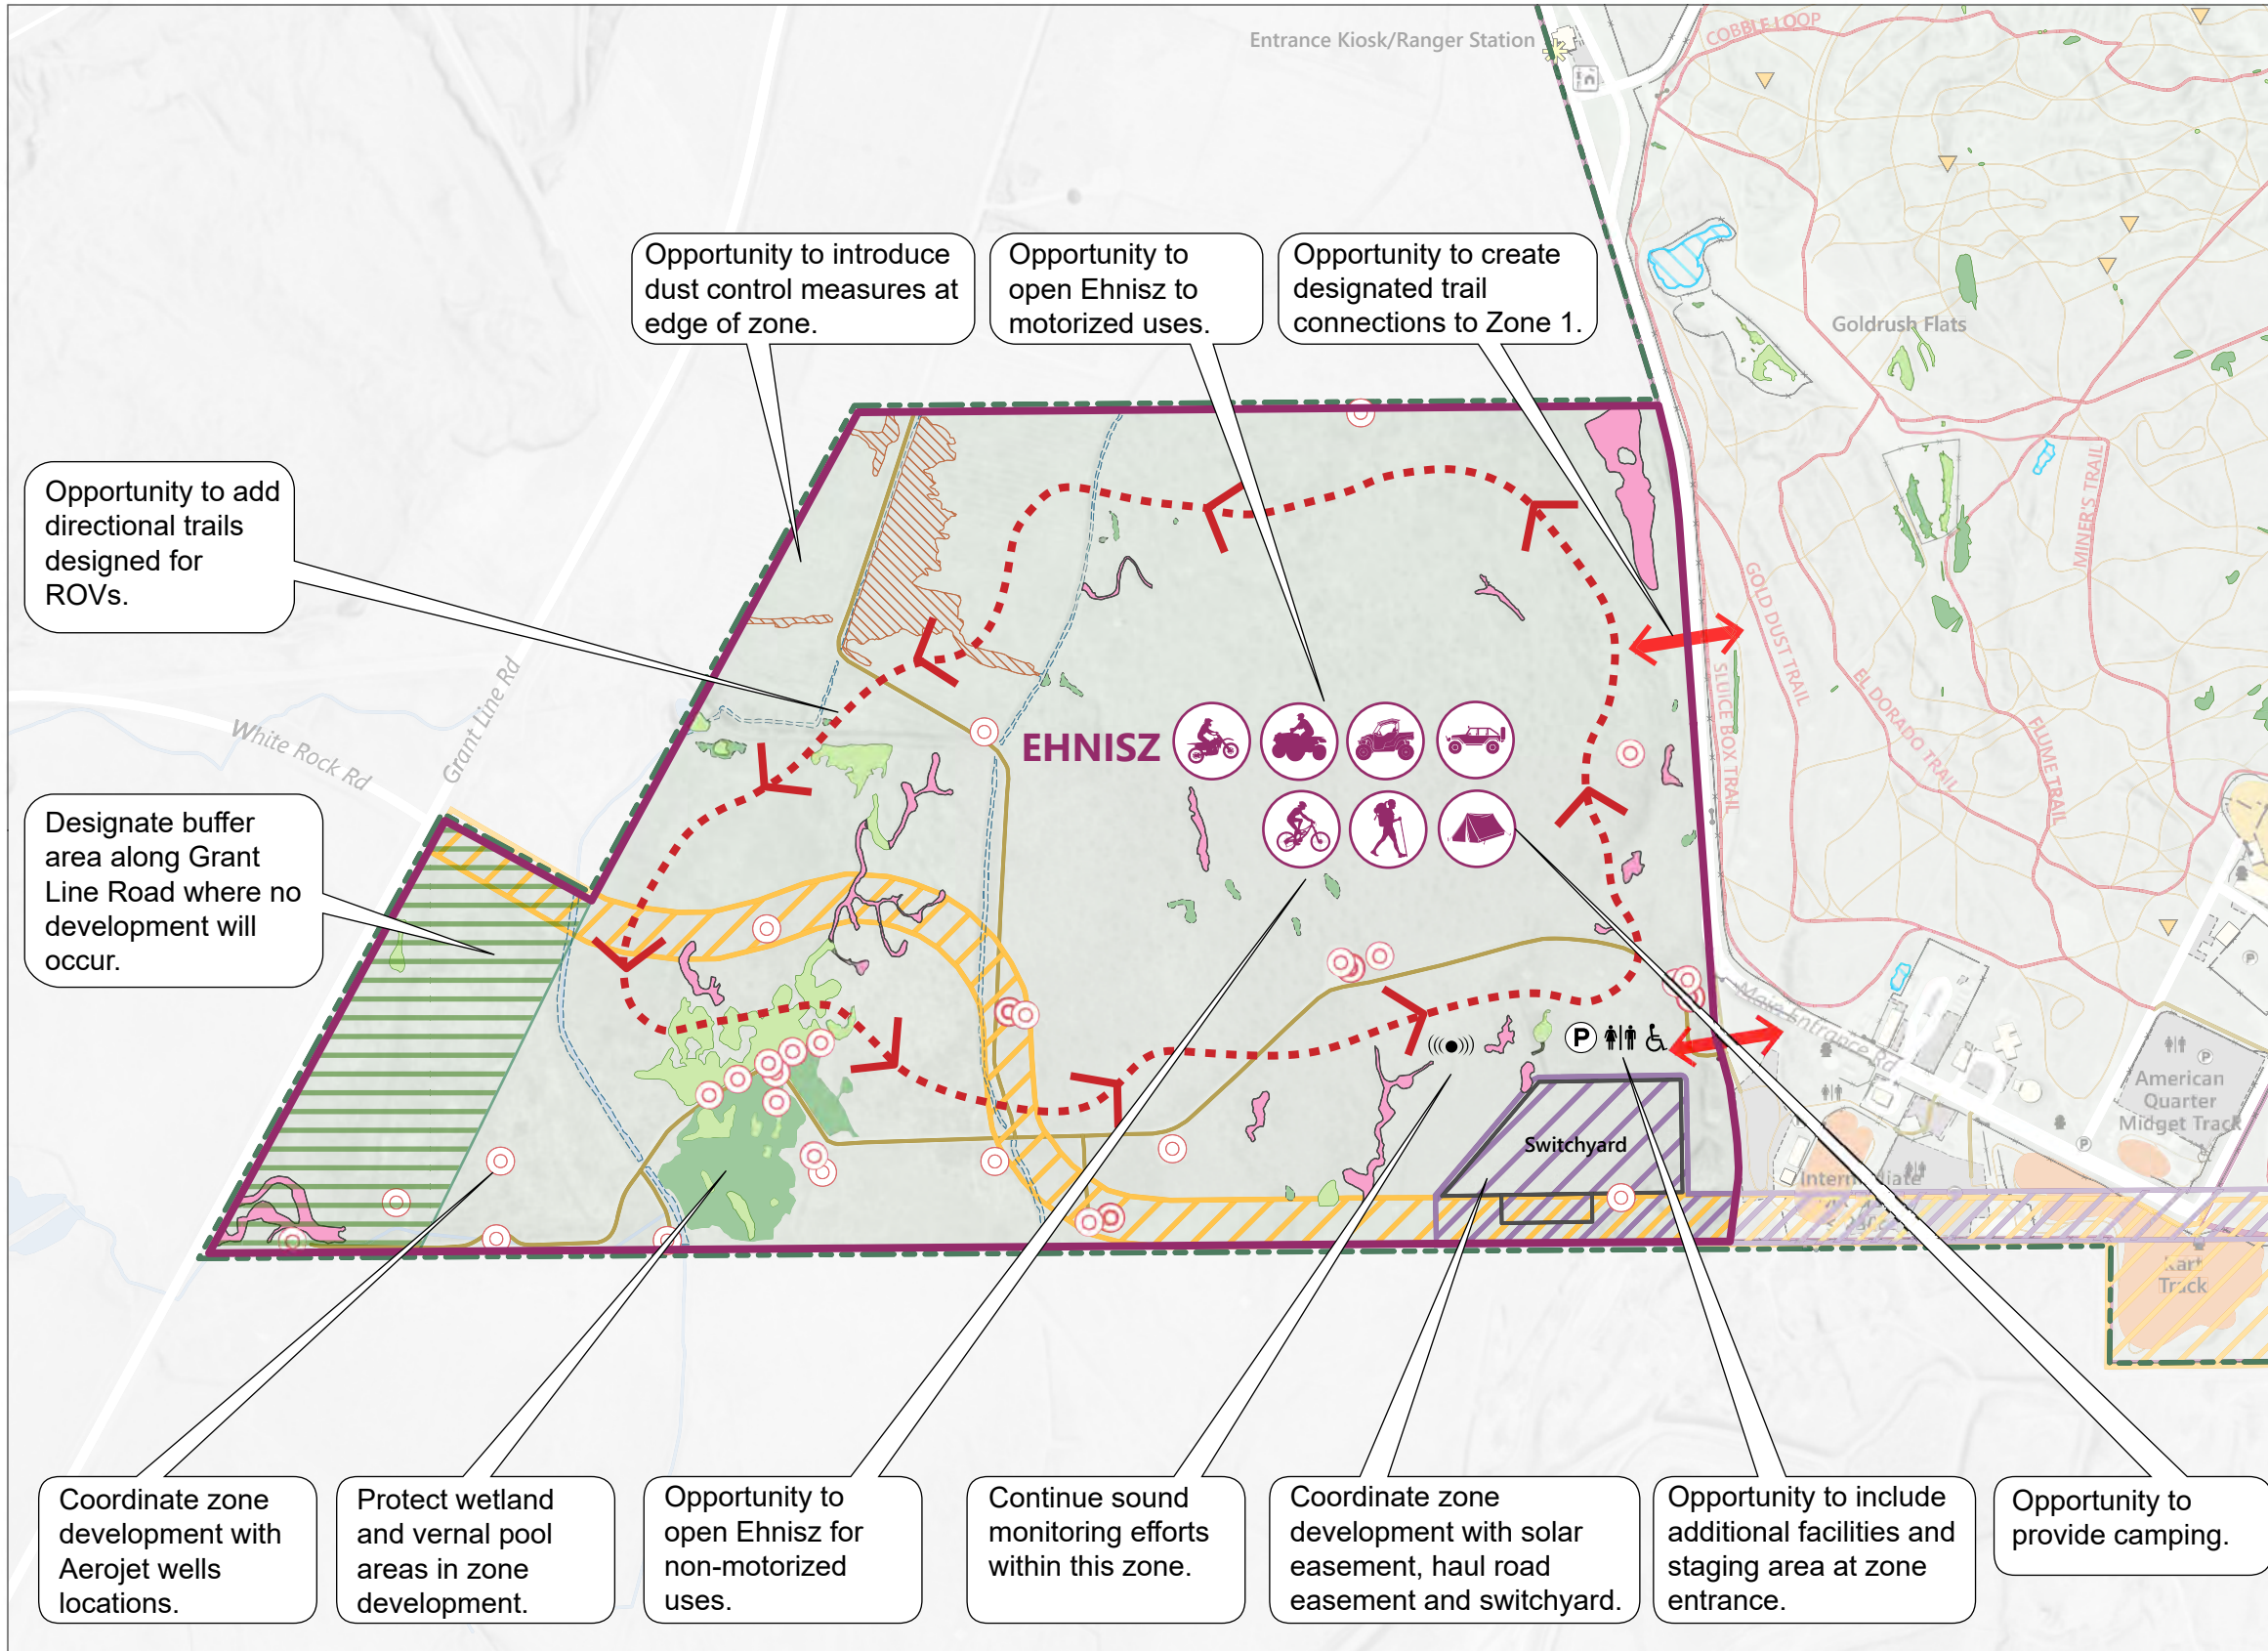 Entrance Kiosk/Ranger Station
COBBLE LOOP
Opportunity to introduce
dust control measures at
edge of zone.
Opportunity to
open Ehnisz to
motorized uses.
Opportunity to create
designated trail
connections to Zone 1.
Goldrush Flats
Opportunity to add
directional trails
designed for
ROVs.
MINER'S TRAIL
GOLD DUST TRAIL
SLUICE BOX TRAIL
EL DORADO TRAIL
FLUME TRAIL
White Rock Rd
Grant Line Rd
EHNISZ
Designate buffer
area along Grant
Line Road where no
development will
occur.
Main Entrance Rd
P
P
P
P
American
Quarter
Midget Track
Switchyard
Intermediate
Kart
Track
Coordinate zone
development with
Aerojet wells
locations.
Protect wetland
and vernal pool
areas in zone
development.
Opportunity to
open Ehnisz for
non-motorized
uses.
Continue sound
monitoring efforts
within this zone.
Coordinate zone
development with solar
easement, haul road
easement and switchyard.
Opportunity to include
additional facilities and
staging area at zone
entrance.
Opportunity to
provide camping.